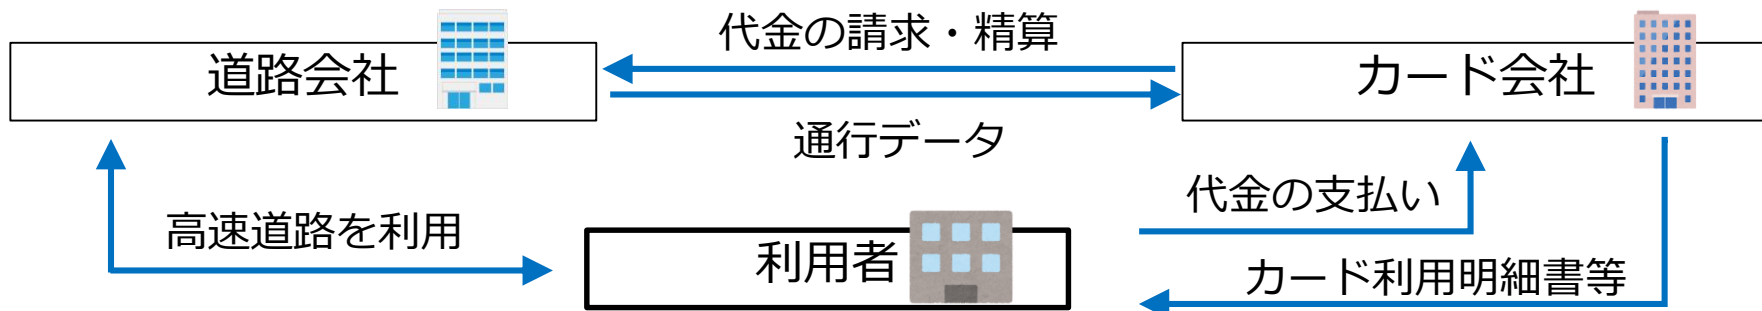 代金の請求・精算
道路会社
カード会社
通行データ
代金の支払い
高速道路を利用
利用者
カード利用明細書等